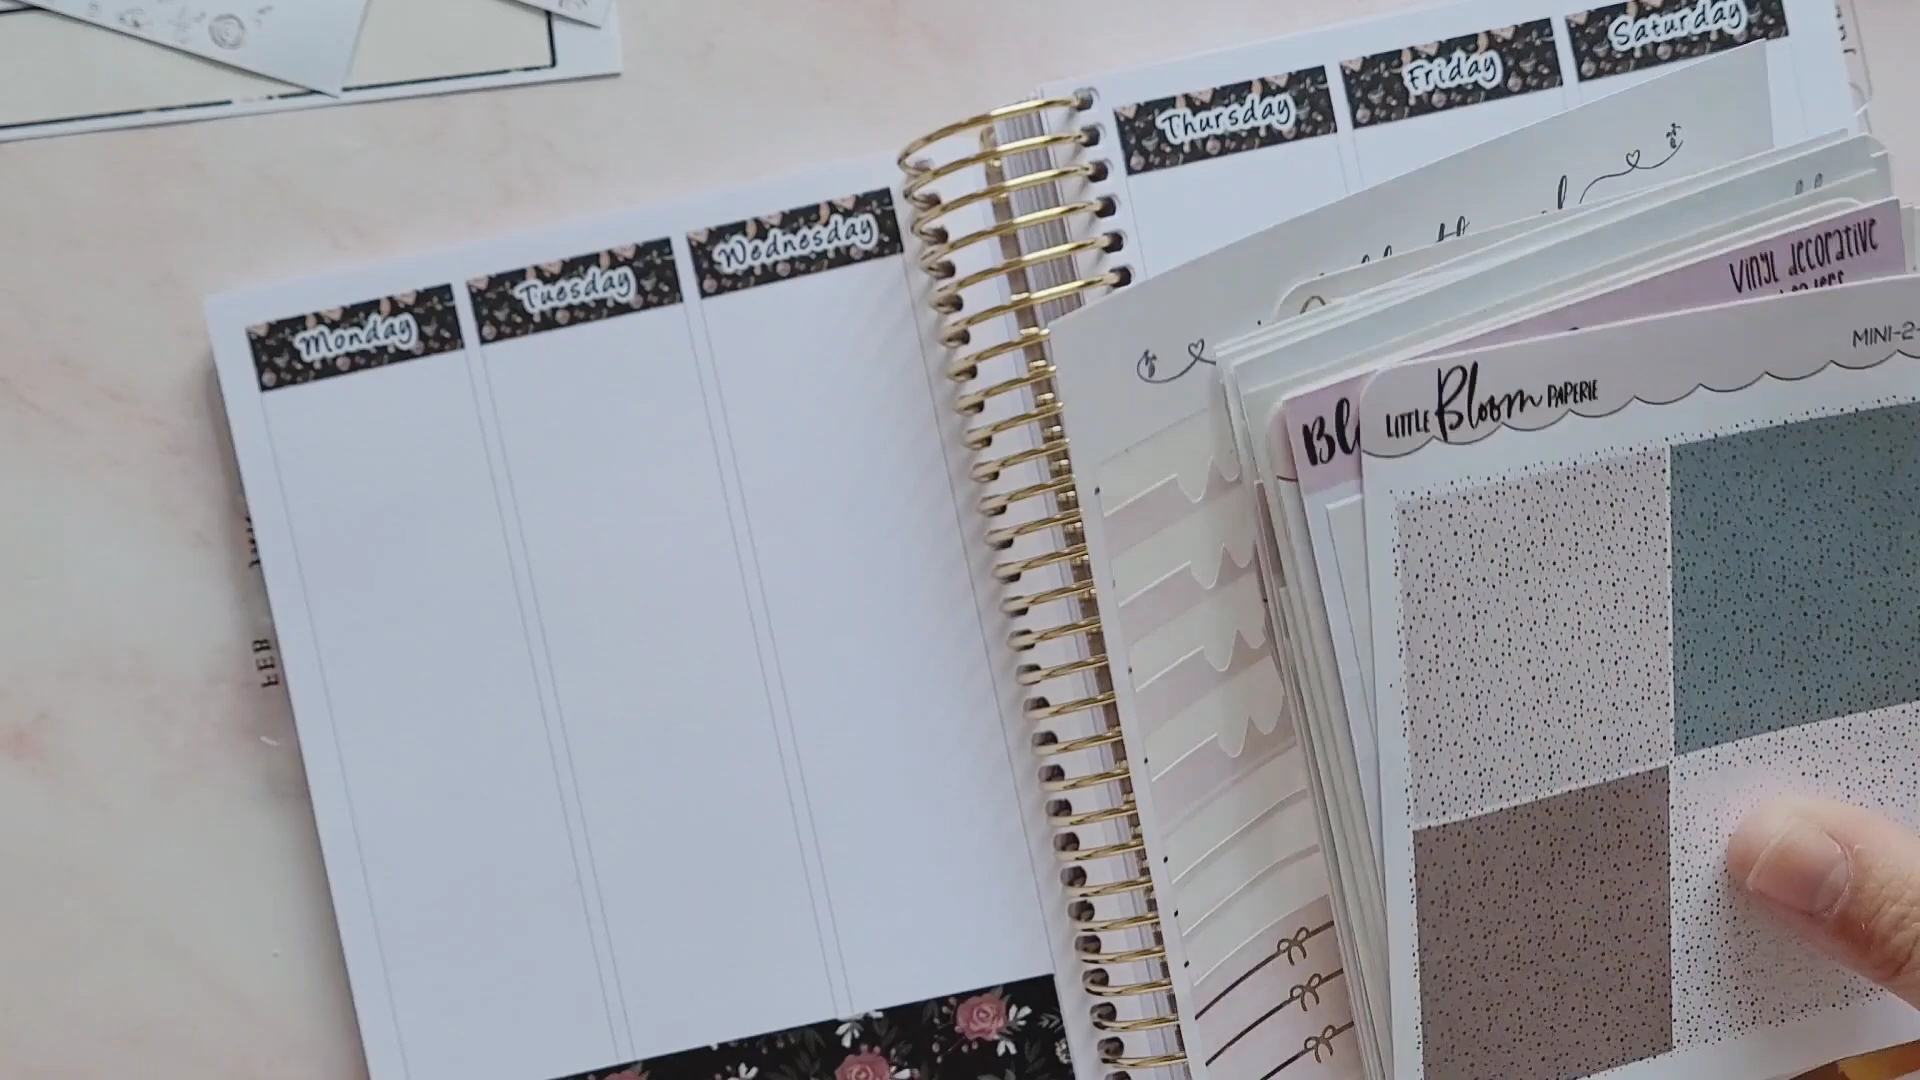 Monday
Tuesday
Wednesday
Thursday
Friday
Saturday
Vinyl decorative
LITTLE Bloom PAPERIE
MINI-2-
FEB